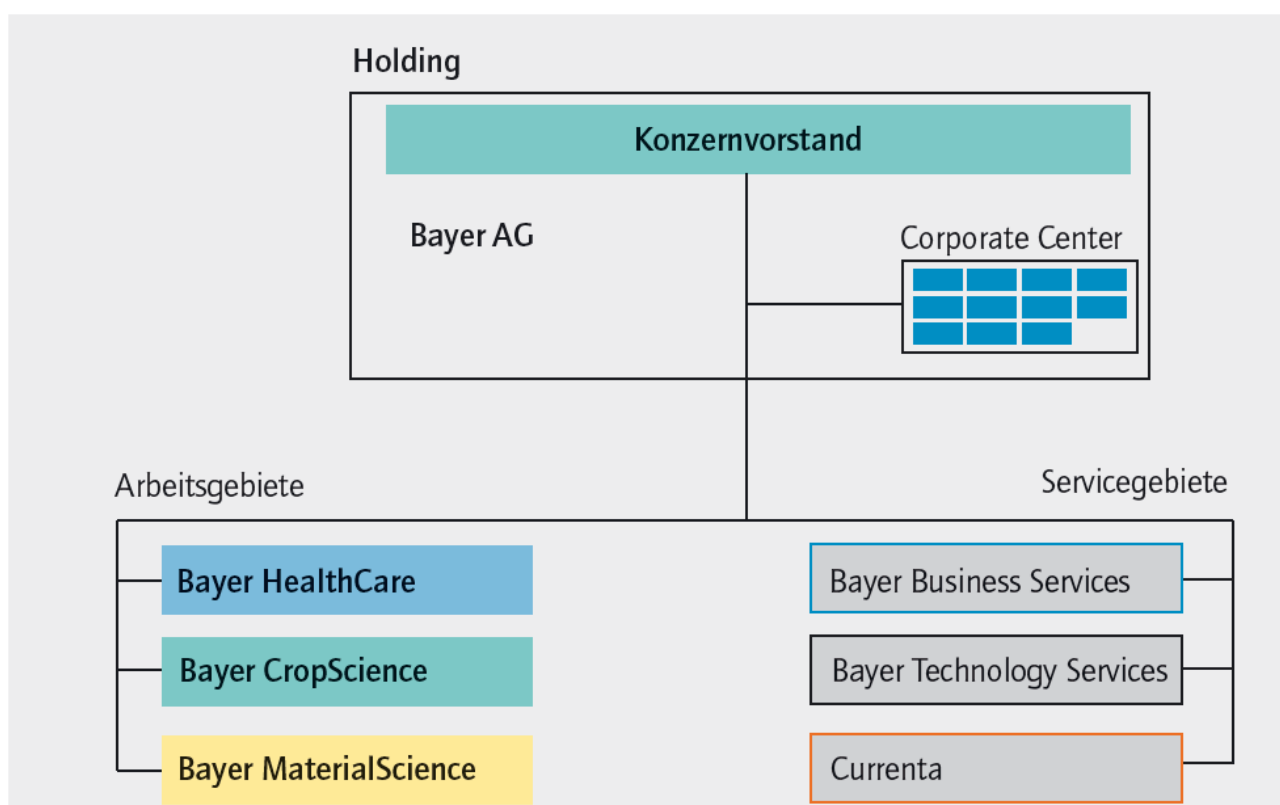 Holding
Konzernvorstand
Bayer AG
Corporate Center
Arbeitsgebiete
Servicegebiete
Bayer HealthCare
Bayer Business Services
Bayer CropScience
Bayer Technology Services
Bayer MaterialScience
Currenta